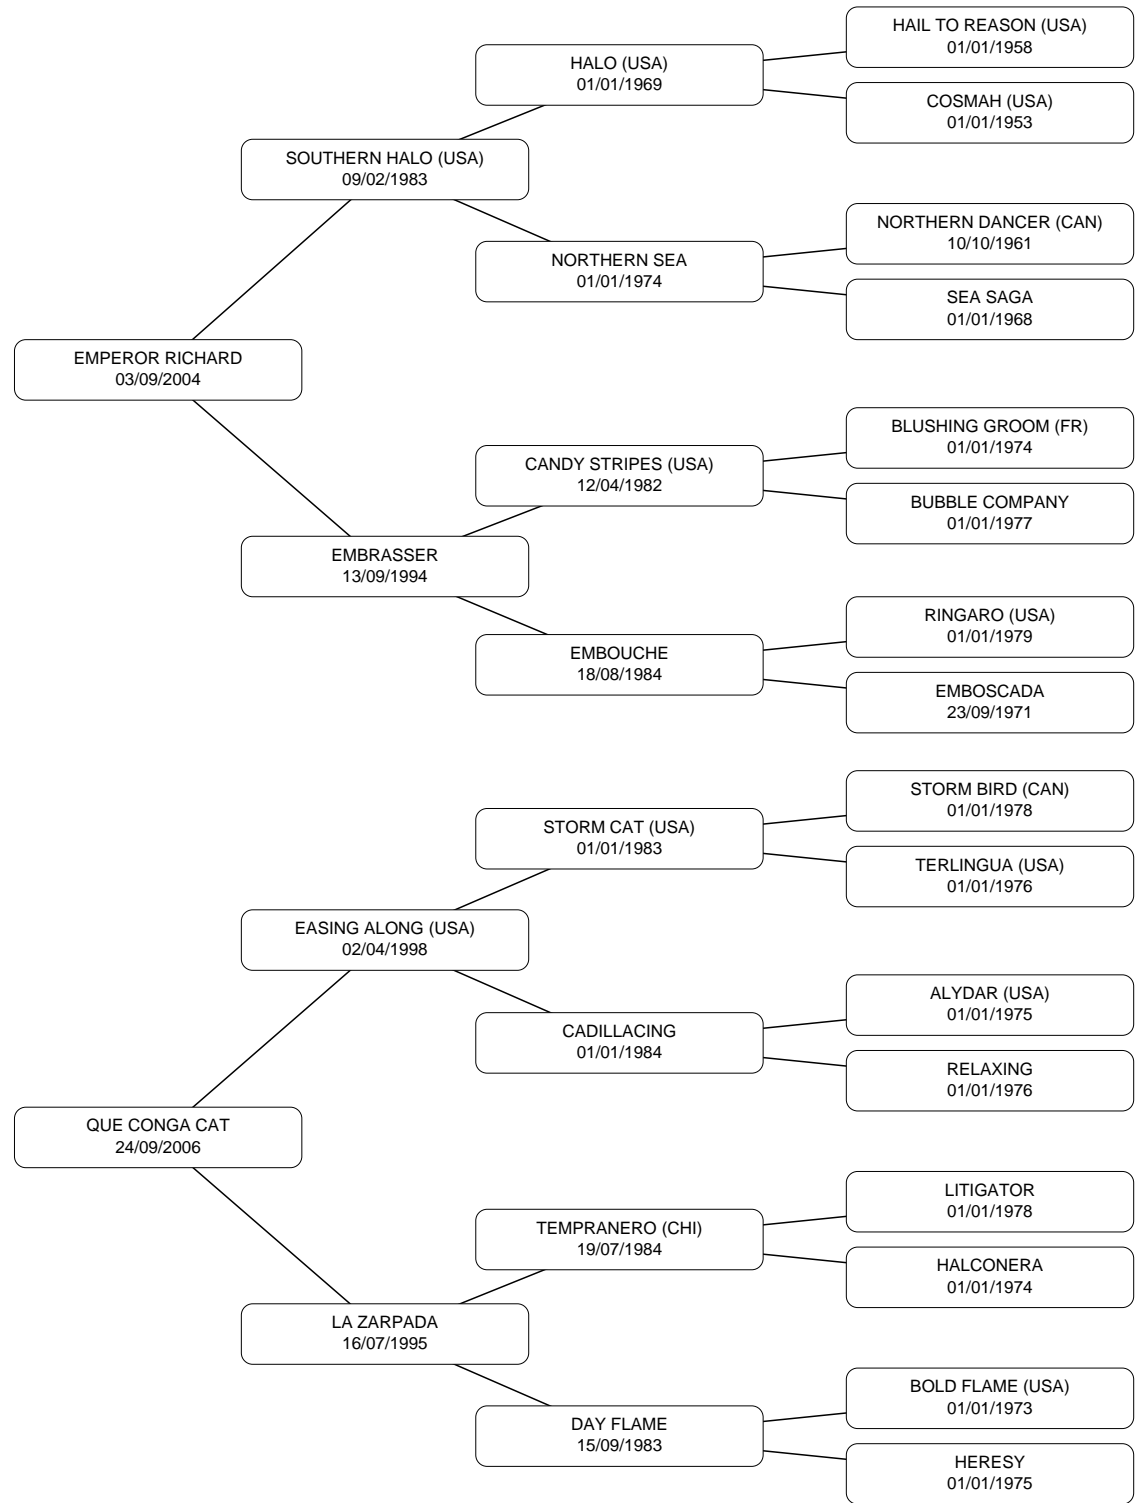 HAIL TO REASON (USA)
01/01/1958
HALO (USA)
01/01/1969
COSMAH (USA)
01/01/1953
SOUTHERN HALO (USA)
09/02/1983
NORTHERN DANCER (CAN)
10/10/1961
NORTHERN SEA
01/01/1974
SEA SAGA
01/01/1968
EMPEROR RICHARD
03/09/2004
BLUSHING GROOM (FR)
01/01/1974
CANDY STRIPES (USA)
12/04/1982
BUBBLE COMPANY
01/01/1977
EMBRASSER
13/09/1994
RINGARO (USA)
01/01/1979
EMBOUCHE
18/08/1984
EMBOSCADA
23/09/1971
STORM BIRD (CAN)
01/01/1978
STORM CAT (USA)
01/01/1983
TERLINGUA (USA)
01/01/1976
EASING ALONG (USA)
02/04/1998
ALYDAR (USA)
01/01/1975
CADILLACING
01/01/1984
RELAXING
01/01/1976
QUE CONGA CAT
24/09/2006
LITIGATOR
01/01/1978
TEMPRANERO (CHI)
19/07/1984
HALCONERA
01/01/1974
LA ZARPADA
16/07/1995
BOLD FLAME (USA)
01/01/1973
DAY FLAME
15/09/1983
HERESY
01/01/1975